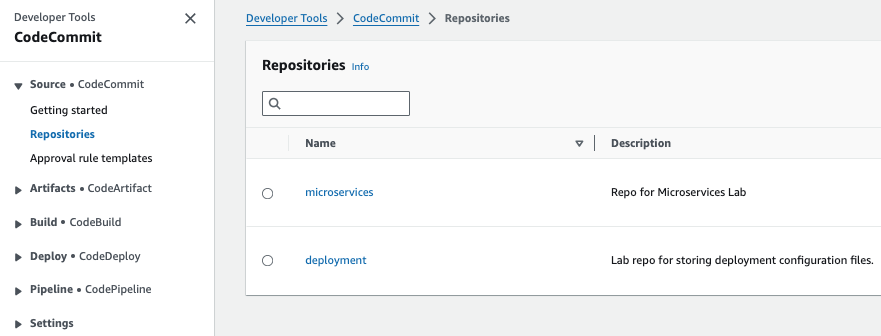 Developer Tools
CodeCommit
Source • CodeCommit
Getting started
Repositories
Approval rule templates
Artifacts • CodeArtifact
Build • CodeBuild
Deploy • CodeDeploy
Pipeline • CodePipeline
Settings
Developer Tools > CodeCommit > Repositories
Repositories Info
Name Description
microservices Repo for Microservices Lab
deployment Lab repo for storing deployment configuration files.